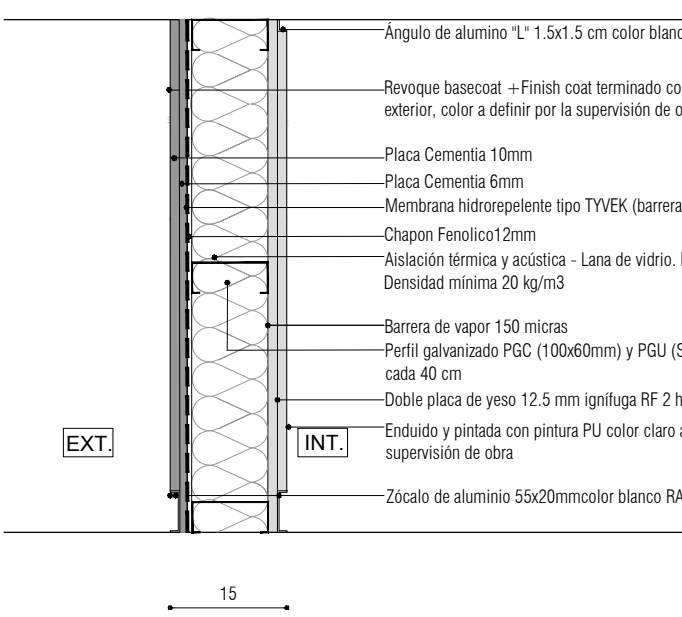 Ángulo de alumino "L" 1.5x1.5 cm color blanc
Revoque basecoat +Finish coat terminado co
exterior, color a definir por la supervisión de o
Placa Cementia 10mm
Placa Cementia 6mm
Membrana hidrorepelente tipo TYVEK (barrera
Chapon Fenolico12mm
Aislación térmica y acústica - Lana de vidrio.
Densidad mínima 20 kg/m3
Barrera de vapor 150 micras
Perfil galvanizado PGC (100x60mm) y PGU (S
cada 40 cm
Doble placa de yeso 12.5 mm ignífuga RF 2 h
Enduido y pintada con pintura PU color claro a
supervisión de obra
EXT.
INT.
Zócalo de aluminio 55x20mmcolor blanco RA
15